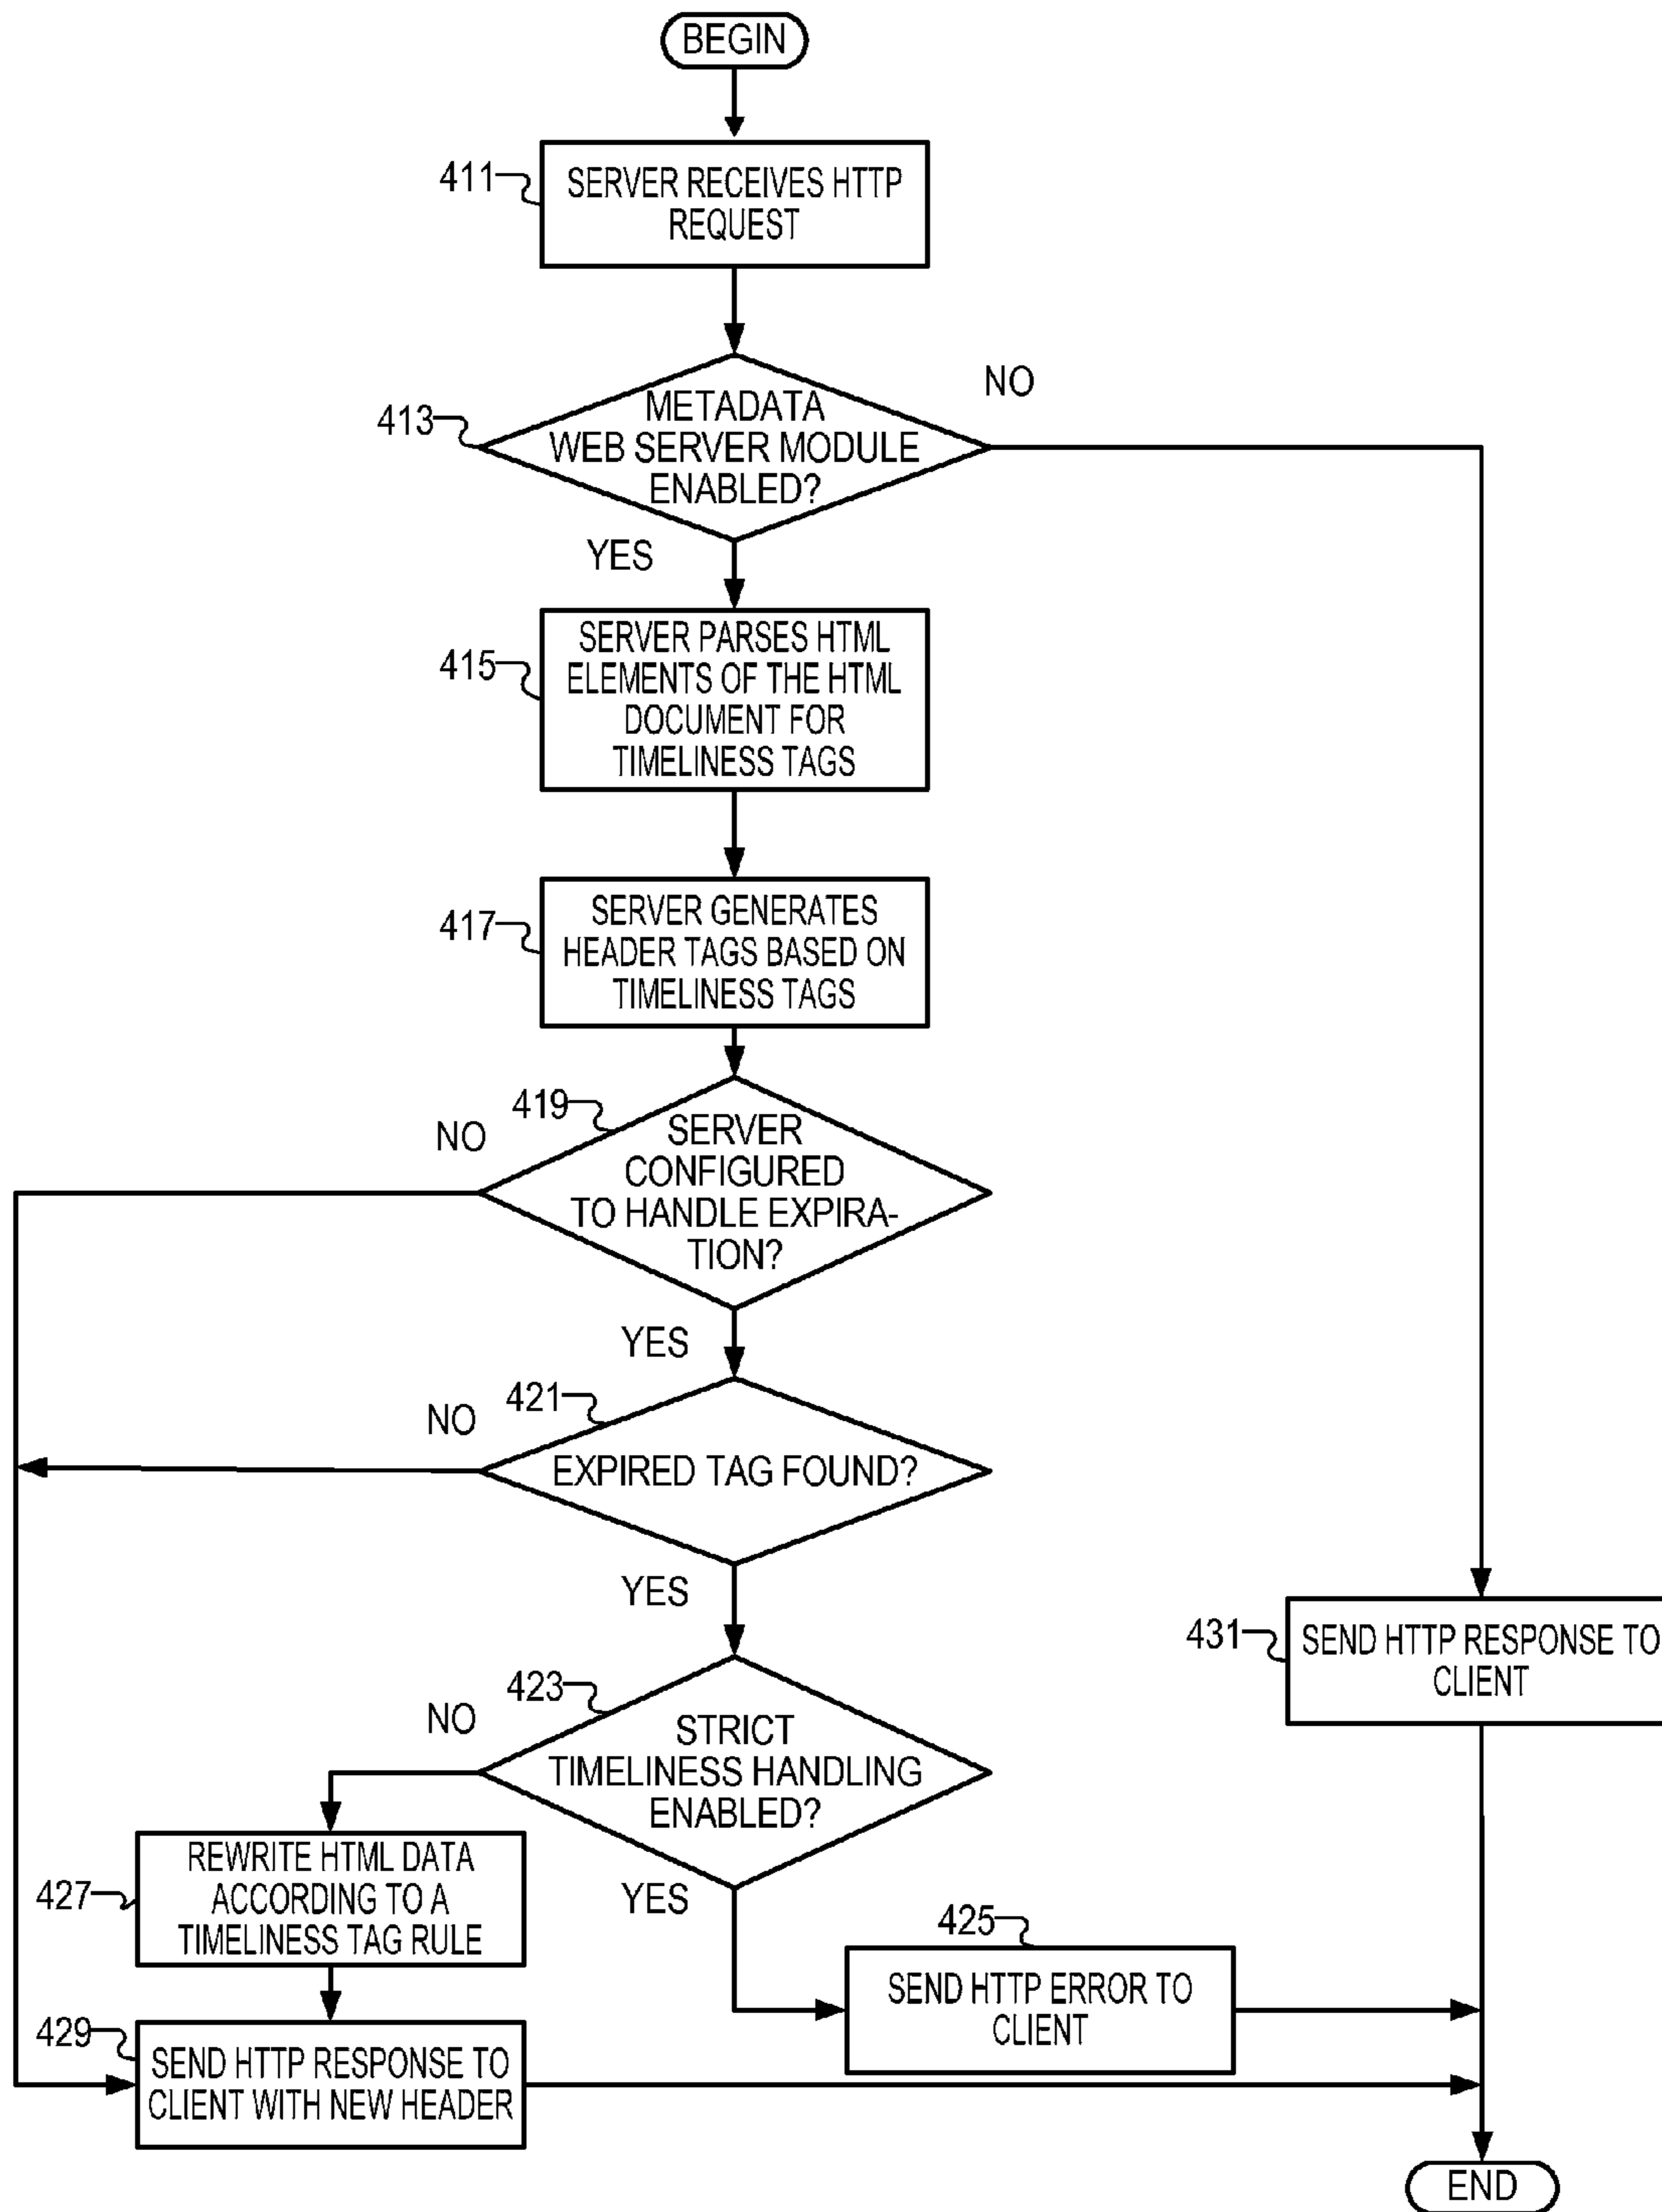 BEGIN
411
SERVER RECEIVES HTTP
REQUEST
413
METADATA
WEB SERVER MODULE
ENABLED?
NO
YES
415
SERVER PARSES HTML
ELEMENTS OF THE HTML
DOCUMENT FOR
TIMELINESS TAGS
417
SERVER GENERATES
HEADER TAGS BASED ON
TIMELINESS TAGS
419
NO
SERVER
CONFIGURED
TO HANDLE EXPIRA-
TION?
YES
421
NO
EXPIRED TAG FOUND?
YES
431
SEND HTTP RESPONSE TO
CLIENT
423
NO
STRICT
TIMELINESS HANDLING
ENABLED?
YES
427
REWRITE HTML DATA
ACCORDING TO A
TIMELINESS TAG RULE
425
SEND HTTP ERROR TO
CLIENT
429
SEND HTTP RESPONSE TO
CLIENT WITH NEW HEADER
END